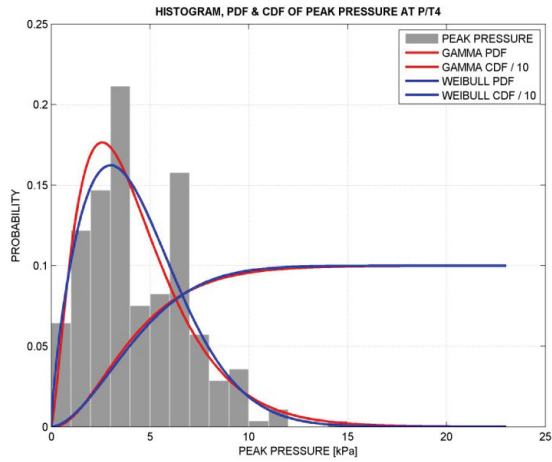 HISTOGRAM, PDF & CDF OF PEAK PRESSURE AT P/T4
0.25
0.2
0.15
0.1
0.05
0
PROBABILITY
PEAK PRESSURE
GAMMA PDF
GAMMA CDF / 10
WEIBULL PDF
WEIBULL CDF / 10
0 5 10 15 20 25
PEAK PRESSURE [kPa]